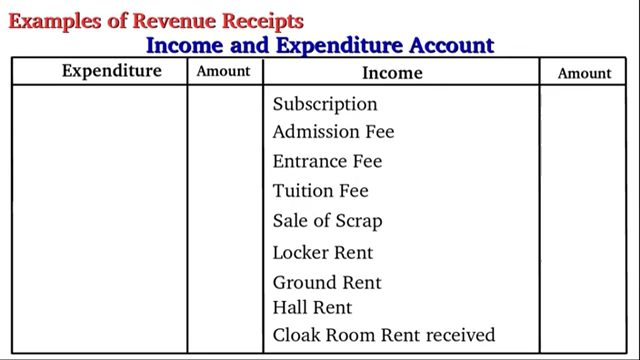 Examples of Revenue Receipts
Income and Expenditure Account
Expenditure Amount Income Amount
Subscription
Admission Fee
Entrance Fee
Tuition Fee
Sale of Scrap
Locker Rent
Ground Rent
Hall Rent
Cloak Room Rent received